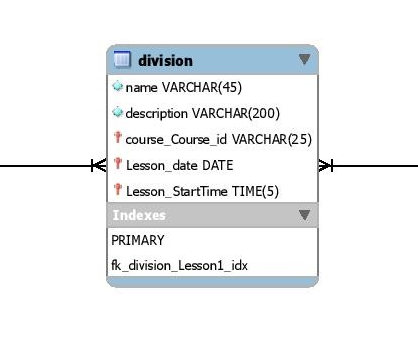 division
name VARCHAR(45)
description VARCHAR(200)
course_Course_id VARCHAR(25)
Lesson_date DATE
Lesson_StartTime TIME(5)
Indexes
PRIMARY
fk_division_Lesson1_idx